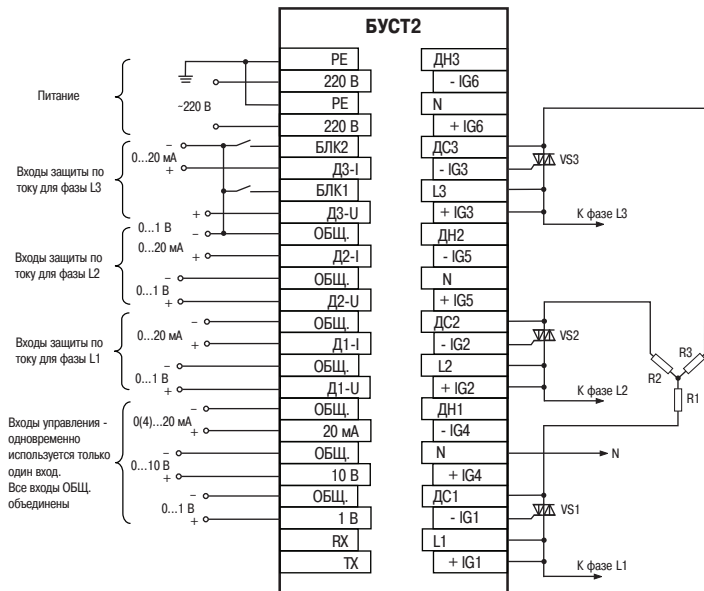 БУСТ2
Питание
~220 В
Входы защиты по
току для фазы L3
–
0...20 мА
+
+
Входы защиты по
току для фазы L2
0...1 В
–
0...20 мА
+
–
0...1 В
+
Входы защиты по
току для фазы L1
–
0...20 мА
+
–
0...1 В
+
Входы управления -
одновременно
используется только
один вход.
Все входы ОБЩ.
объединены
–
0(4)...20 мА
+
–
0...10 В
+
–
0...1 В
+
PE
220 В
PE
220 В
БЛК2
Д3-I
БЛК1
Д3-U
ОБЩ.
Д2-I
ОБЩ.
Д2-U
ОБЩ.
Д1-I
ОБЩ.
Д1-U
ОБЩ.
20 мА
ОБЩ.
10 В
ОБЩ.
1 В
RX
TX
ДН3
- IG6
N
+ IG6
ДС3
- IG3
L3
+ IG3
ДН2
- IG5
N
+ IG5
ДС2
- IG2
L2
+ IG2
ДН1
- IG4
N
+ IG4
ДС1
- IG1
L1
+ IG1
VS3
К фазе L3
VS2
К фазе L2
R2
R3
R1
N
VS1
К фазе L1